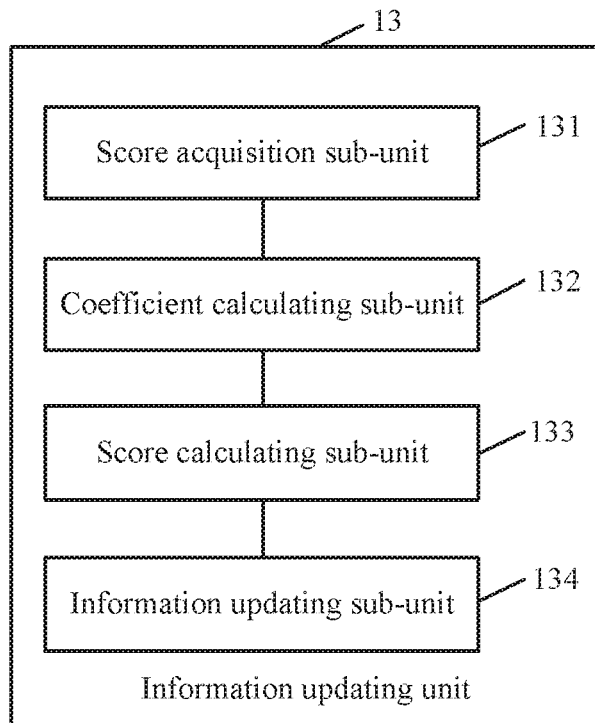 13
Score acquisition sub-unit
131
Coefficient calculating sub-unit
132
Score calculating sub-unit
133
Information updating sub-unit
134
Information updating unit